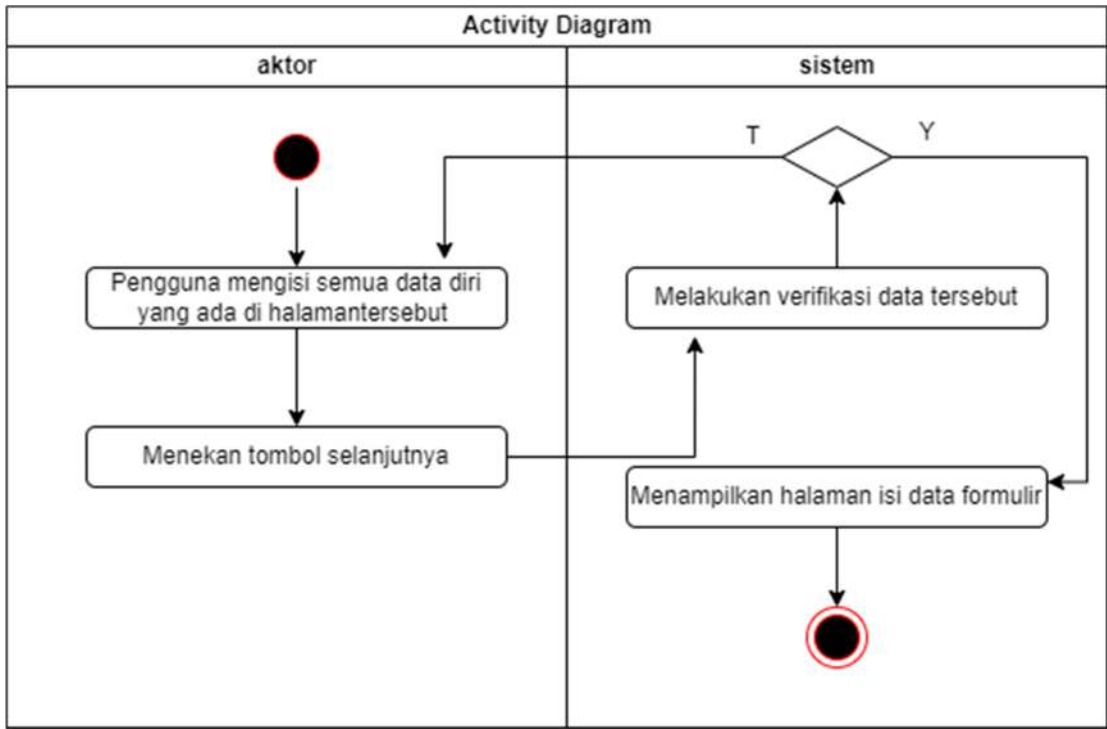 Activity Diagram
aktor
sistem
T
Y
Pengguna mengisi semua data diri
yang ada di halamantersebut
Melakukan verifikasi data tersebut
Menekan tombol selanjutnya
Menampilkan halaman isi data formulir